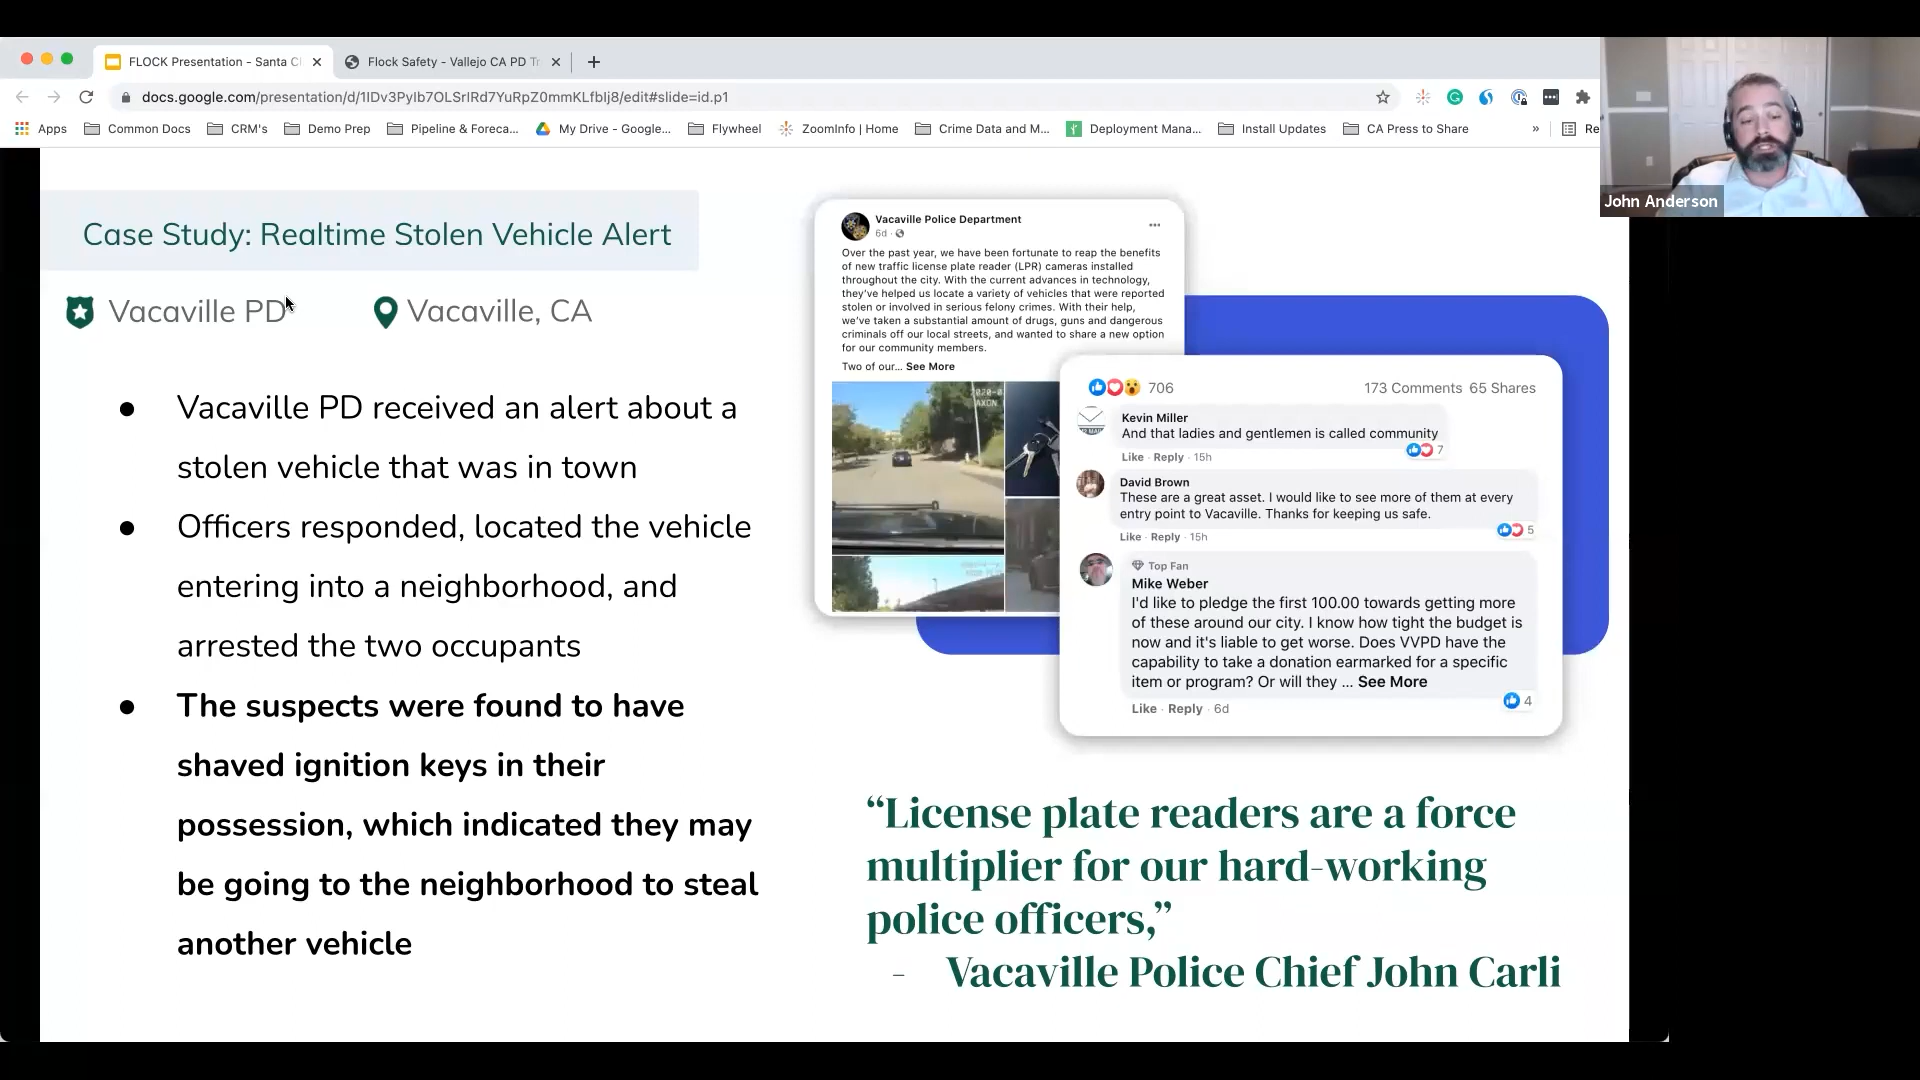 FLOCK Presentation - Santa C
Flock Safety - Vallejo CA PD Tr
docs.google.com/presentation/d/1IDv3Pylb7OLSrIRd7YuRpZ0mmKLfbIj8/edit#slide=id.p1
Apps
Common Docs
CRM's
Demo Prep
Pipeline & Foreca...
My Drive - Google...
Flywheel
ZoomInfo | Home
Crime Data and M...
Deployment Mana...
Install Updates
CA Press to Share
»
Re
John Anderson
Case Study: Realtime Stolen Vehicle Alert
Vacaville PD
Vacaville, CA
● Vacaville PD received an alert about a
stolen vehicle that was in town
● Officers responded, located the vehicle
entering into a neighborhood, and
arrested the two occupants
● The suspects were found to have
shaved ignition keys in their
possession, which indicated they may
be going to the neighborhood to steal
another vehicle
Vacaville Police Department
6d ·
Over the past year, we have been fortunate to reap the benefits
of new traffic license plate reader (LPR) cameras installed
throughout the city. With the current advances in technology,
they've helped us locate a variety of vehicles that were reported
stolen or involved in serious felony crimes. With their help,
we've taken a substantial amount of drugs, guns and dangerous
criminals off our local streets, and wanted to share a new option
for our community members.
Two of our... See More
AXON
706
173 Comments 65 Shares
Kevin Miller
And that ladies and gentlemen is called community
7
Like · Reply · 15h
David Brown
These are a great asset. I would like to see more of them at every
entry point to Vacaville. Thanks for keeping us safe.
5
Like · Reply · 15h
Top Fan
Mike Weber
I'd like to pledge the first 100.00 towards getting more
of these around our city. I know how tight the budget is
now and it's liable to get worse. Does VVPD have the
capability to take a donation earmarked for a specific
item or program? Or will they ... See More
4
Like · Reply · 6d
“License plate readers are a force
multiplier for our hard-working
police officers,”
- Vacaville Police Chief John Carli